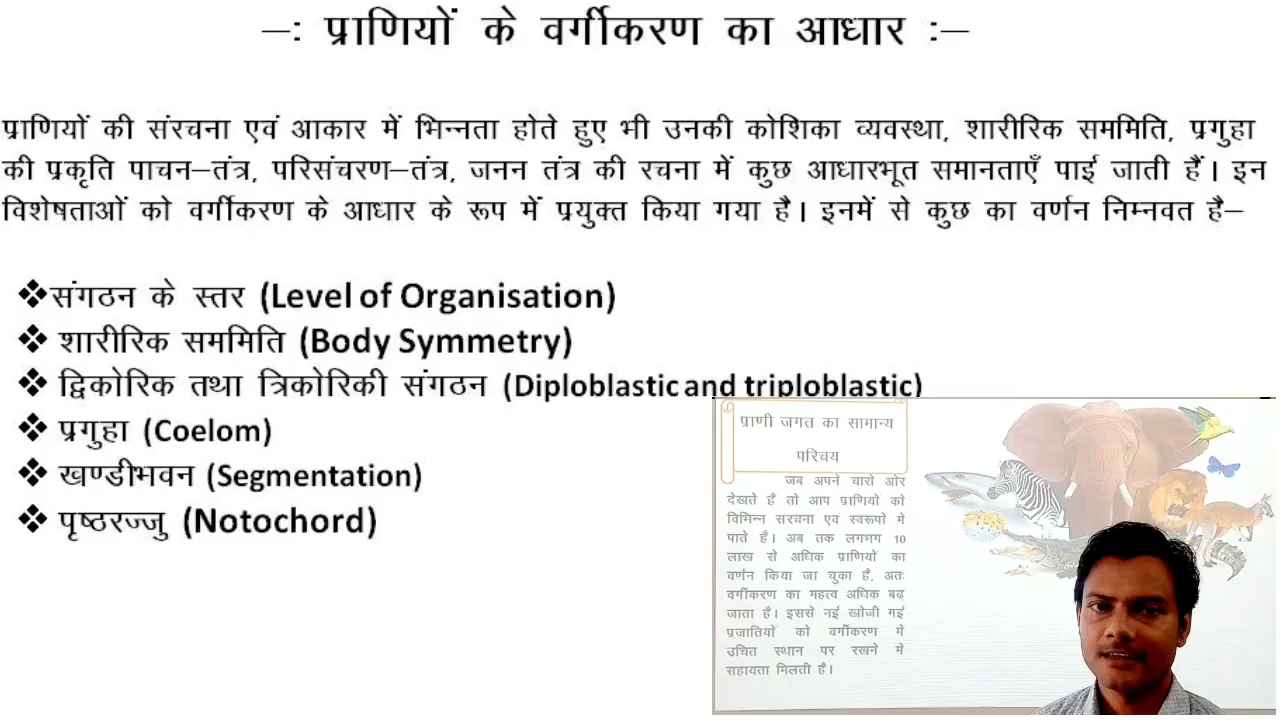 –: प्राणियों के वर्गीकरण का आधार :–
प्राणियों की संरचना एवं आकार में भिन्नता होते हुए भी उनकी कोशिका व्यवस्था, शारीरिक सममिति, प्रगुहा
की प्रकृति पाचन–तंत्र, परिसंचरण–तंत्र, जनन तंत्र की रचना में कुछ आधारभूत समानताएँ पाई जाती हैं। इन
विशेषताओं को वर्गीकरण के आधार के रूप में प्रयुक्त किया गया है। इनमें से कुछ का वर्णन निम्नवत है–
❖संगठन के स्तर (Level of Organisation)
❖ शारीरिक सममिति (Body Symmetry)
❖ द्विकोरिक तथा त्रिकोरिकी संगठन (Diploblastic and triploblastic)
❖ प्रगुहा (Coelom)
❖ खण्डीभवन (Segmentation)
❖ पृष्ठरज्जु (Notochord)
प्राणी जगत का सामान्य
परिचय
जब अपने चारो ओर
देखते हैं तो आप प्राणियो को
विभिन्न सरचना एवं स्वरूपो मे
पाते है। अब तक लगभग 10
लाख से अधिक प्राणियों का
वर्णन किया जा चुका है, अतः
वर्गीकरण का महत्व अधिक बढ़
जाता है। इससे नई खोजी गई
प्रजातियों को वर्गीकरण में
उचित स्थान पर रखने मे
सहायता मिलती है।